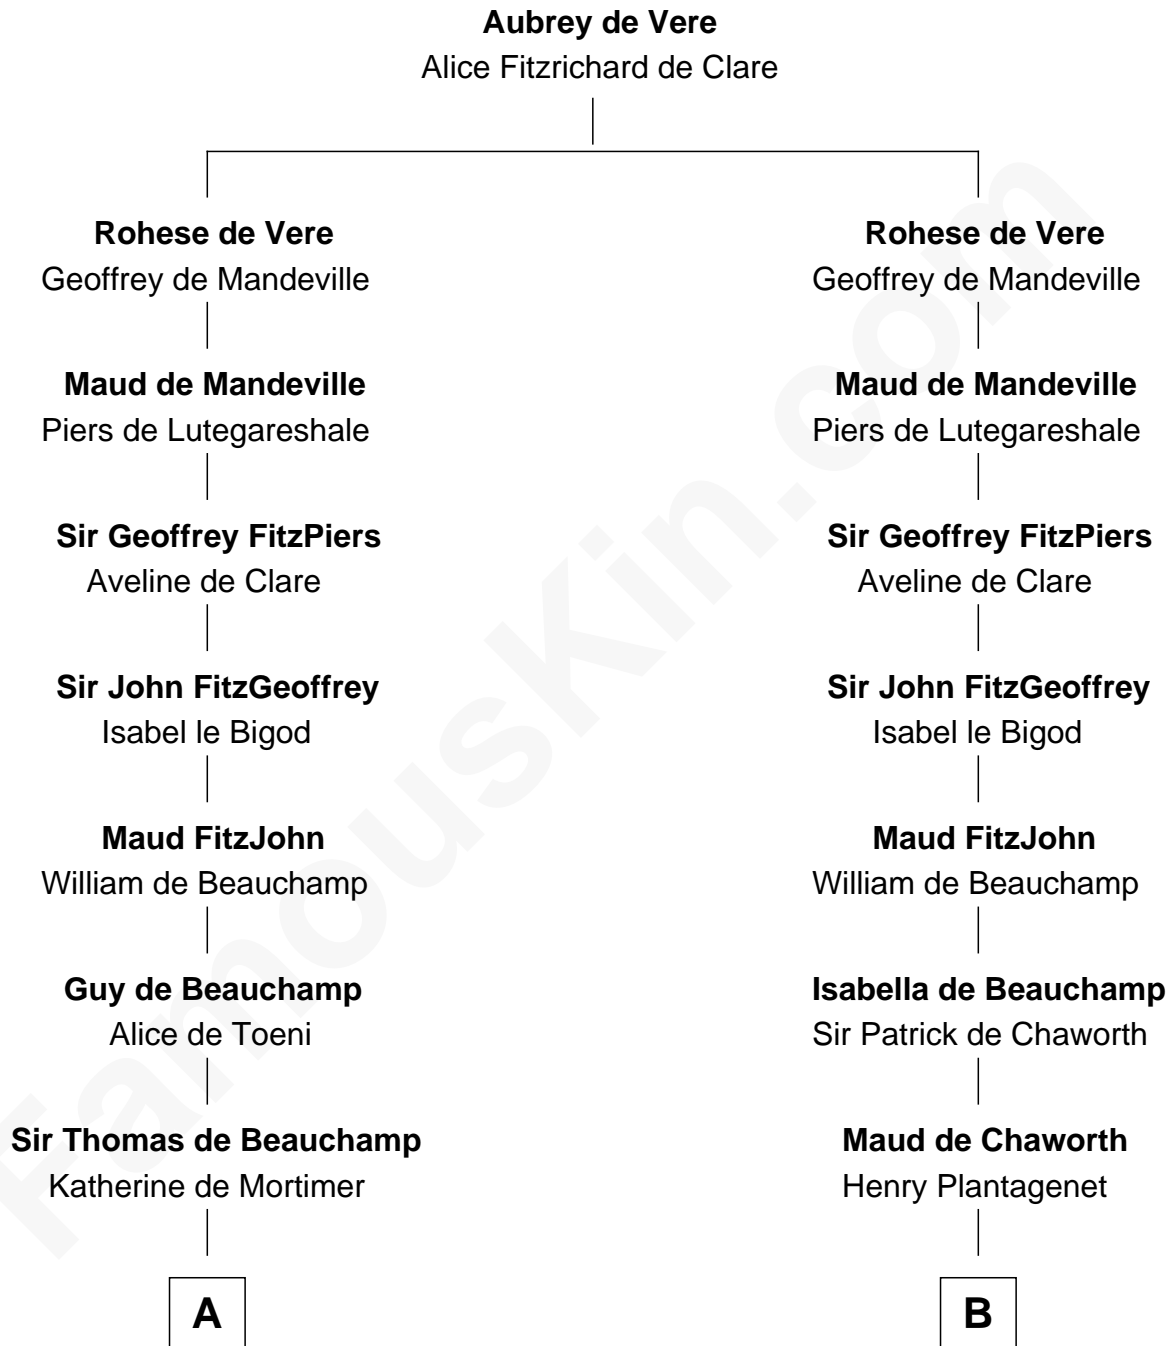 Aubrey de Vere
Alice Fitzrichard de Clare
Rohese de Vere
Geoffrey de Mandeville
Maud de Mandeville
Piers de Lutegareshale
Sir Geoffrey FitzPiers
Aveline de Clare
Sir John FitzGeoffrey
Isabel le Bigod
Maud FitzJohn
William de Beauchamp
Guy de Beauchamp
Alice de Toeni
Sir Thomas de Beauchamp
Katherine de Mortimer
A
Rohese de Vere
Geoffrey de Mandeville
Maud de Mandeville
Piers de Lutegareshale
Sir Geoffrey FitzPiers
Aveline de Clare
Sir John FitzGeoffrey
Isabel le Bigod
Maud FitzJohn
William de Beauchamp
Isabella de Beauchamp
Sir Patrick de Chaworth
Maud de Chaworth
Henry Plantagenet
B
FamousKin.com